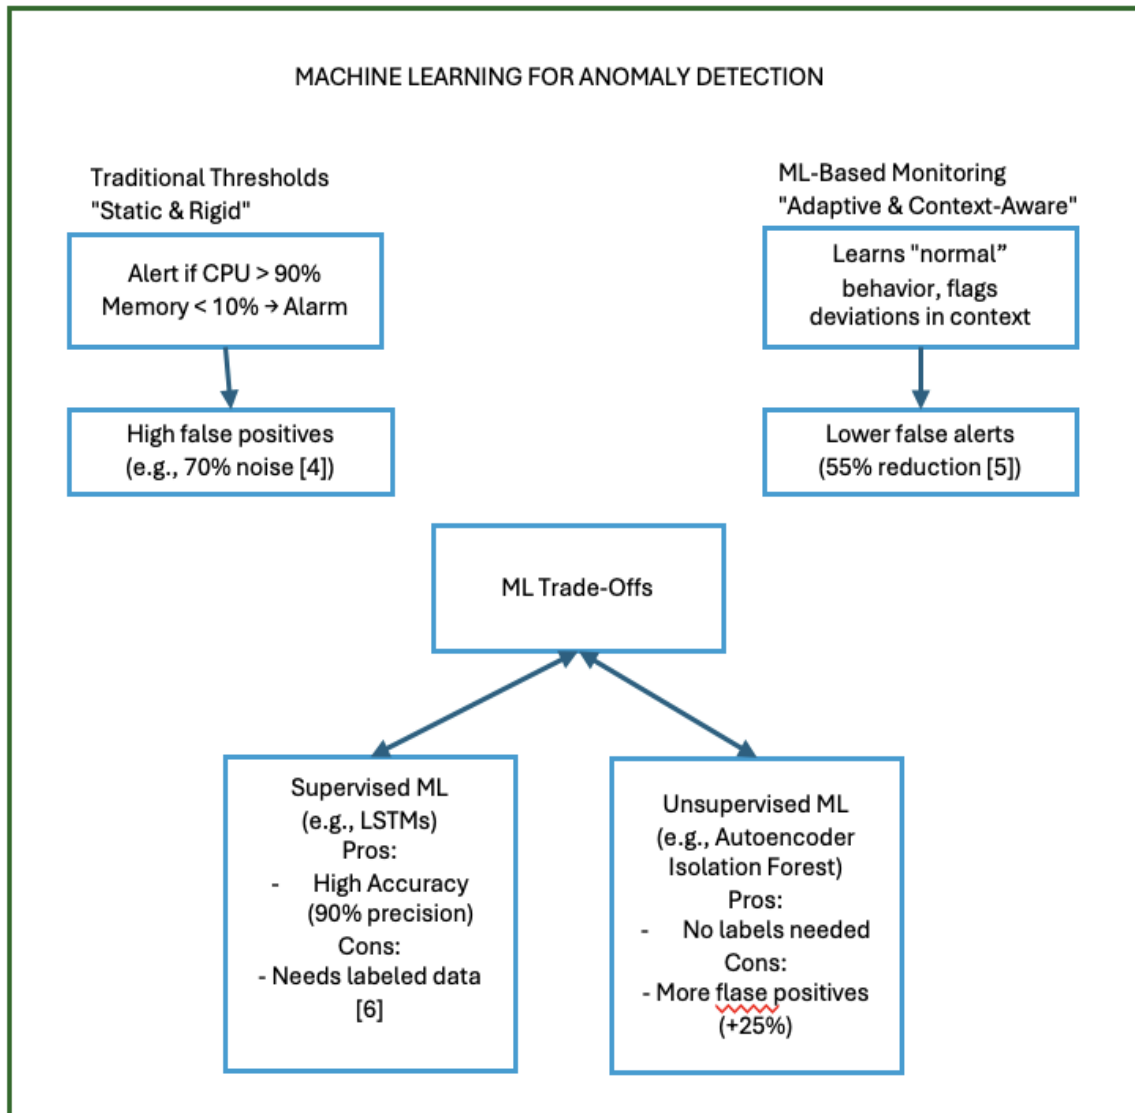 MACHINE LEARNING FOR ANOMALY DETECTION
Traditional Thresholds
"Static & Rigid"
Alert if CPU > 90%
Memory < 10% → Alarm
High false positives
(e.g., 70% noise [4])
ML-Based Monitoring
"Adaptive & Context-Aware"
Learns "normal”
behavior, flags
deviations in context
Lower false alerts
(55% reduction [5])
ML Trade-Offs
Supervised ML
(e.g., LSTMs)
Pros:
- High Accuracy
(90% precision)
Cons:
- Needs labeled data
[6]
Unsupervised ML
(e.g., Autoencoder
Isolation Forest)
Pros:
- No labels needed
Cons:
- More flase positives
(+25%)